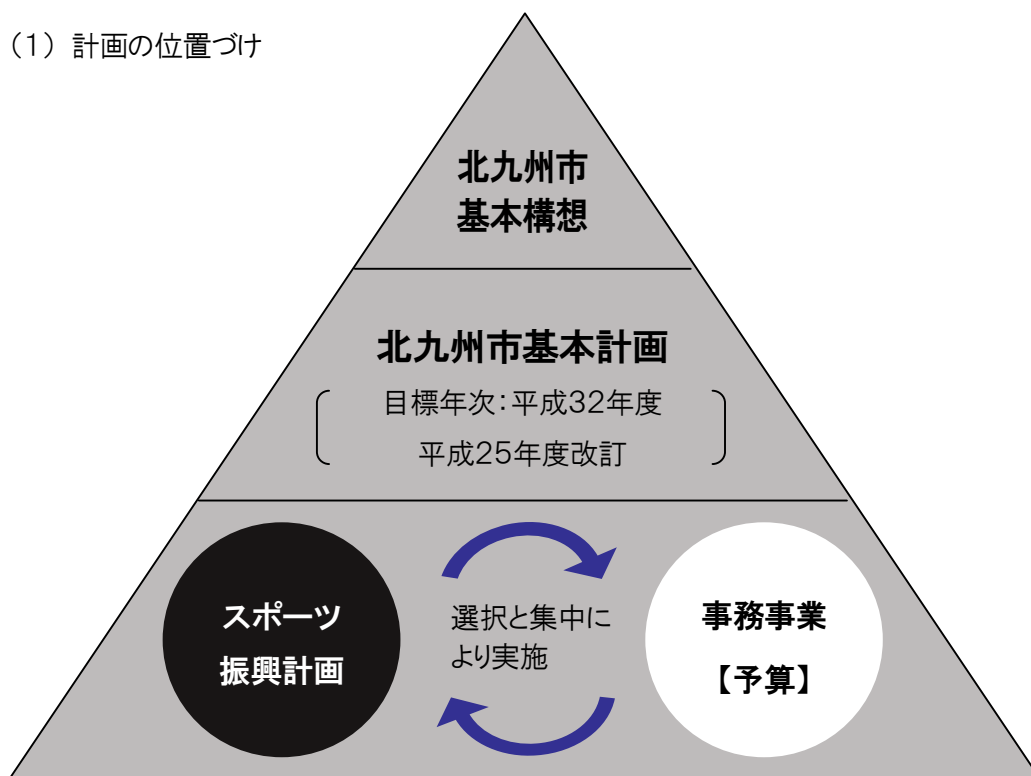 （1） 計画の位置づけ
北九州市
基本構想
北九州市基本計画
目標年次：平成32年度
平成25年度改訂
スポーツ
振興計画
選択と集中に
より実施
事務事業
【予算】